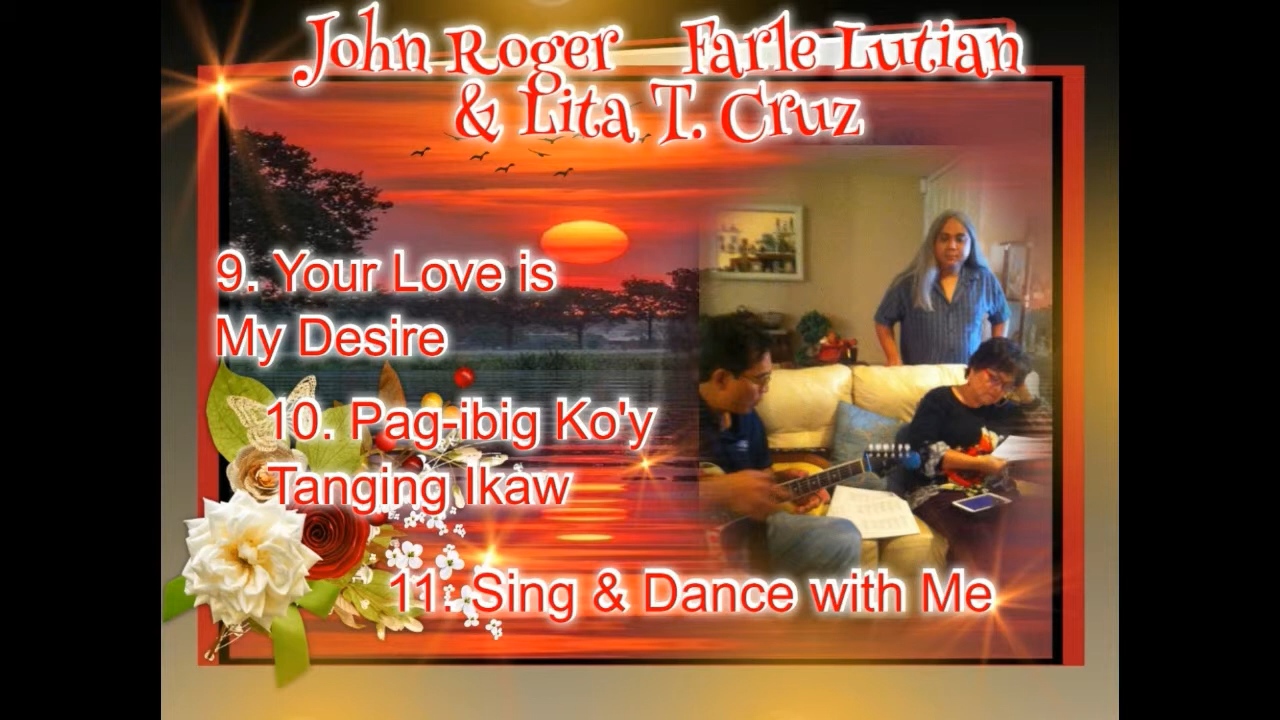 John Roger Farle Lutian
& Lita T. Cruz
9. Your Love is
My Desire
10. Pag-ibig Ko'y
Tanging Ikaw
11. Sing & Dance with Me